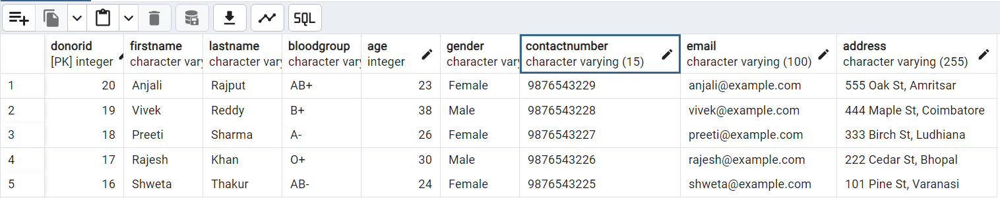 SQL
donorid firstname lastname bloodgroup age gender contactnumber email address
[PK] integer character vary character vary character vary integer character vary character varying (15) character varying (100) character varying (255)
1 20 Anjali Rajput AB+ 23 Female 9876543229 anjali@example.com 555 Oak St, Amritsar
2 19 Vivek Reddy B+ 38 Male 9876543228 vivek@example.com 444 Maple St, Coimbatore
3 18 Preeti Sharma A- 26 Female 9876543227 preeti@example.com 333 Birch St, Ludhiana
4 17 Rajesh Khan O+ 30 Male 9876543226 rajesh@example.com 222 Cedar St, Bhopal
5 16 Shweta Thakur AB- 24 Female 9876543225 shweta@example.com 101 Pine St, Varanasi